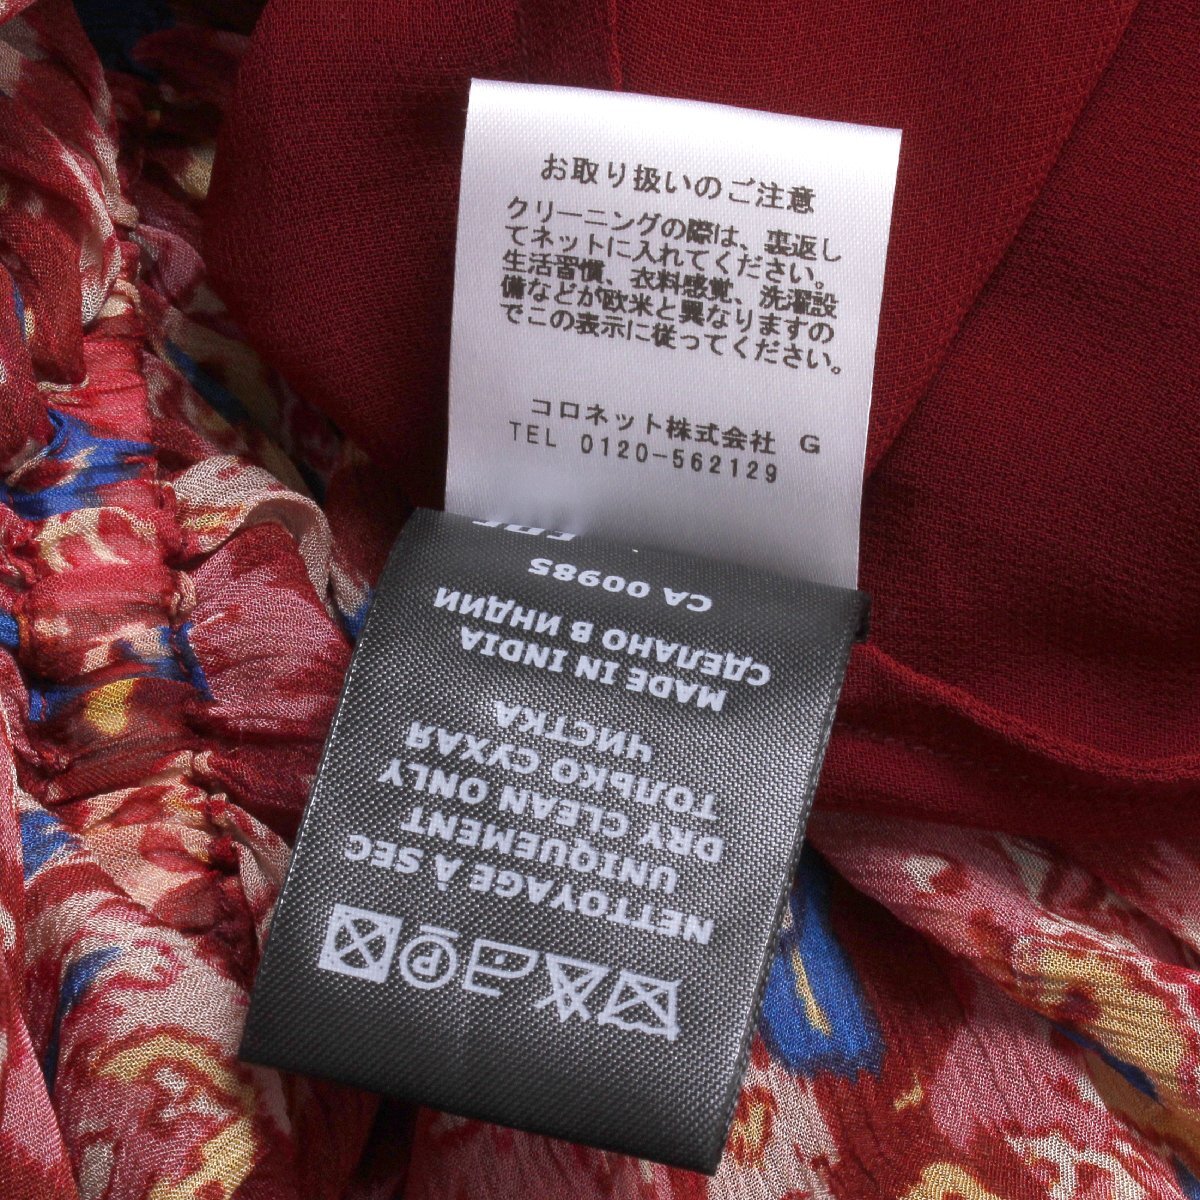 お取り扱いのご注意
クリーニングの際は、裏返し
てネットに入れてください。
生活習慣、衣料感覚、洗濯設
備などが欧米と異なりますの
でこの表示に従ってください。
コロネット株式会社 G
TEL 0120-562129
NETTOYAGE À SEC
UNIQUEMENT
DRY CLEAN ONLY
ТОЛЬКО СУХАЯ
ЧИСТКА
MADE IN INDIA
СДЕЛАНО В ИНДИИ
CA 00985